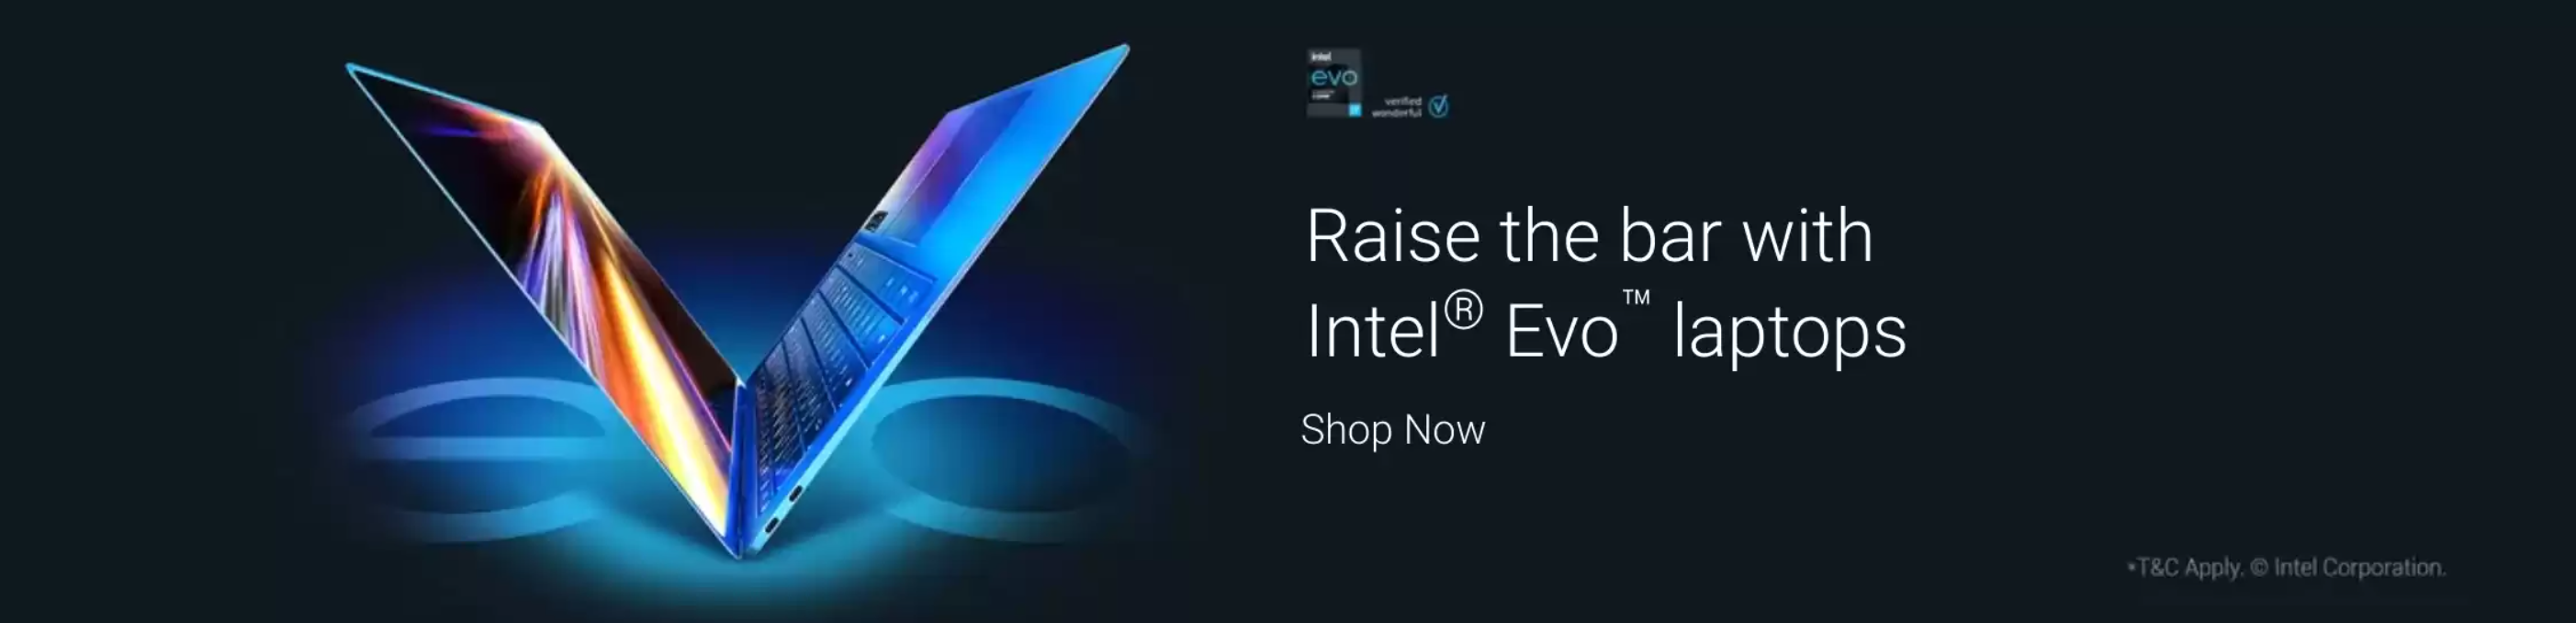 intel
evo
verified
wonderful
Raise the bar with
Intel® Evo™ laptops
Shop Now
*T&C Apply. © Intel Corporation.